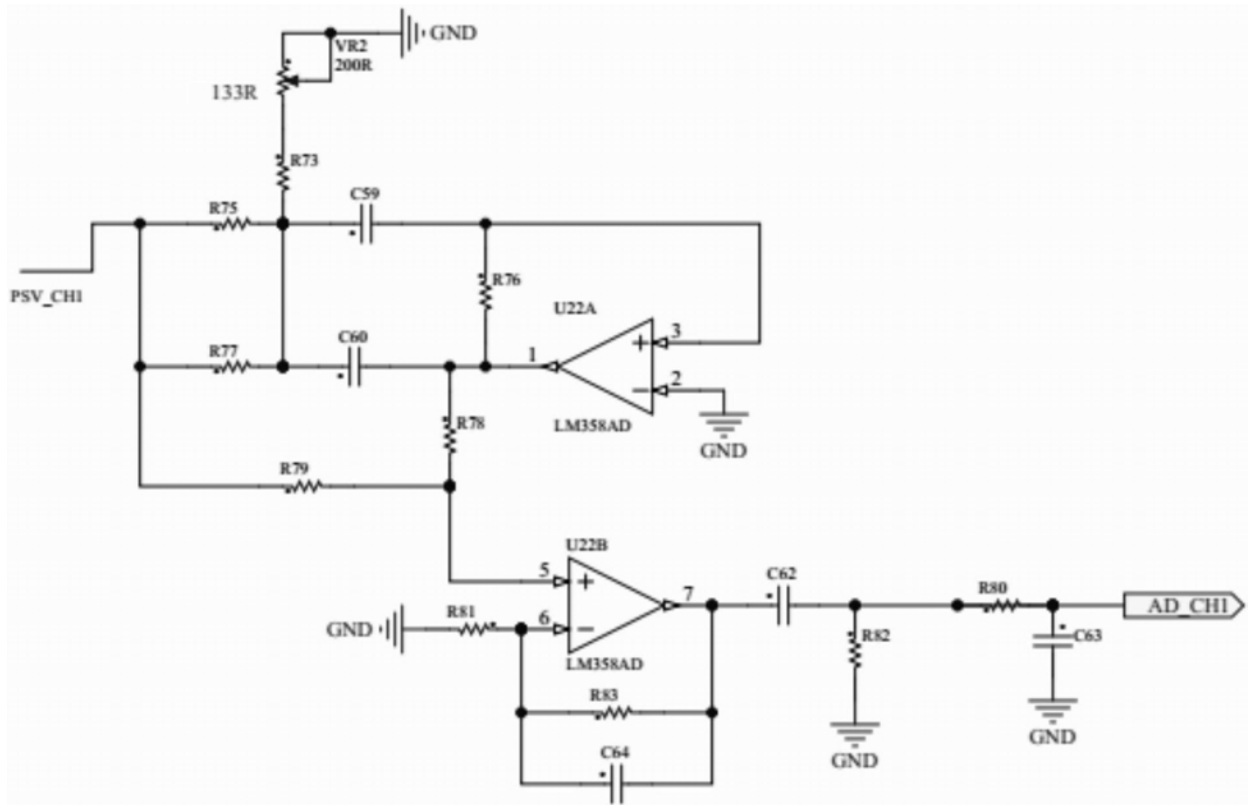 GND
VR2
200R
133R
R73
C59
R75
R76
PSV_CH1
U22A
C60
R77
1
3
2
LM358AD
R78
GND
R79
U22B
5
7
C62
R80
AD_CH1
R81
GND
6
R82
C63
LM358AD
R83
GND
C64
GND